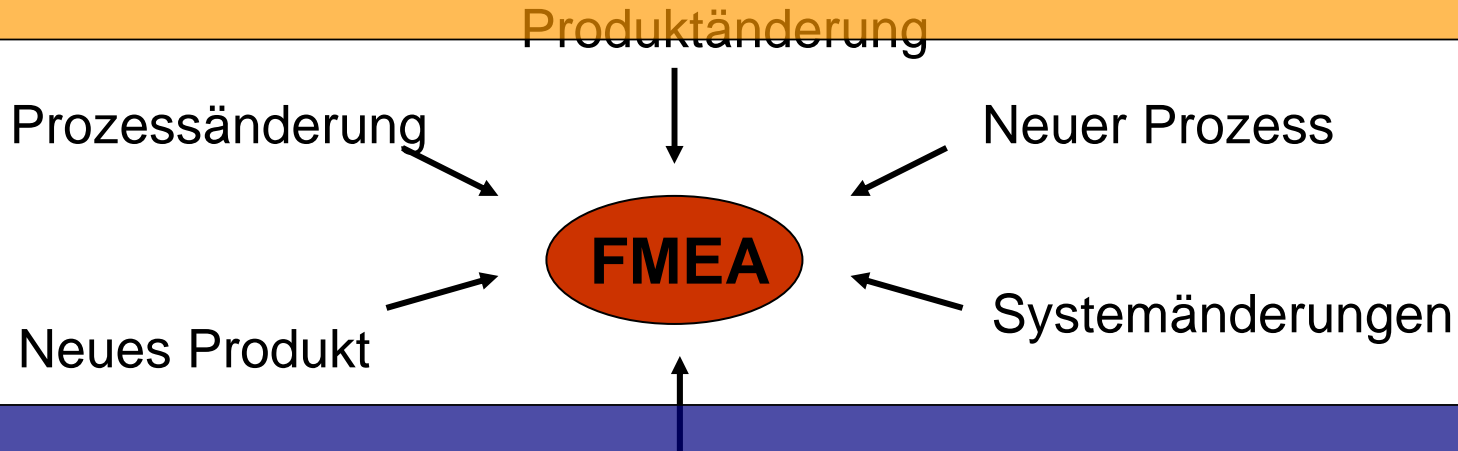 Produktänderung
Prozessänderung
Neuer Prozess
FMEA
Systemänderungen
Neues Produkt